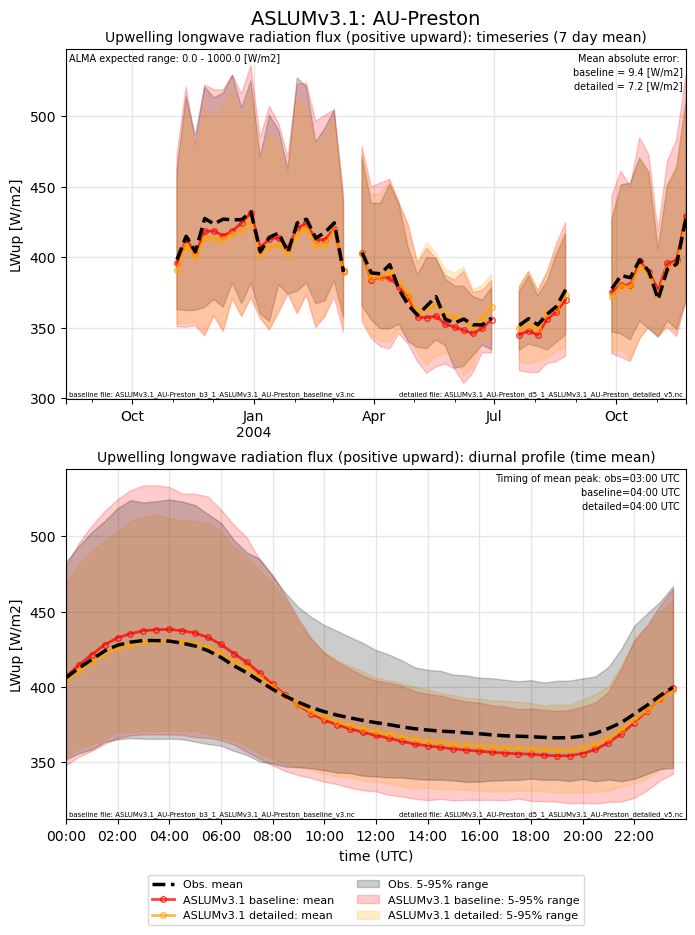 ASLUMv3.1: AU-Preston
Upwelling longwave radiation flux (positive upward): timeseries (7 day mean)
ALMA expected range: 0.0 - 1000.0 [W/m2]
Mean absolute error:
baseline = 9.4 [W/m2]
detailed = 7.2 [W/m2]
LWup [W/m2]
500
450
400
350
300
baseline file: ASLUMv3.1_AU-Preston_b3_1_ASLUMv3.1_AU-Preston_baseline_v3.nc
detailed file: ASLUMv3.1_AU-Preston_d5_1_ASLUMv3.1_AU-Preston_detailed_v5.nc
Oct Jan Apr Jul Oct
2004
Upwelling longwave radiation flux (positive upward): diurnal profile (time mean)
Timing of mean peak: obs=03:00 UTC
baseline=04:00 UTC
detailed=04:00 UTC
LWup [W/m2]
500
450
400
350
baseline file: ASLUMv3.1_AU-Preston_b3_1_ASLUMv3.1_AU-Preston_baseline_v3.nc
detailed file: ASLUMv3.1_AU-Preston_d5_1_ASLUMv3.1_AU-Preston_detailed_v5.nc
00:00 02:00 04:00 06:00 08:00 10:00 12:00 14:00 16:00 18:00 20:00 22:00
time (UTC)
Obs. mean
ASLUMv3.1 baseline: mean
ASLUMv3.1 detailed: mean
Obs. 5-95% range
ASLUMv3.1 baseline: 5-95% range
ASLUMv3.1 detailed: 5-95% range